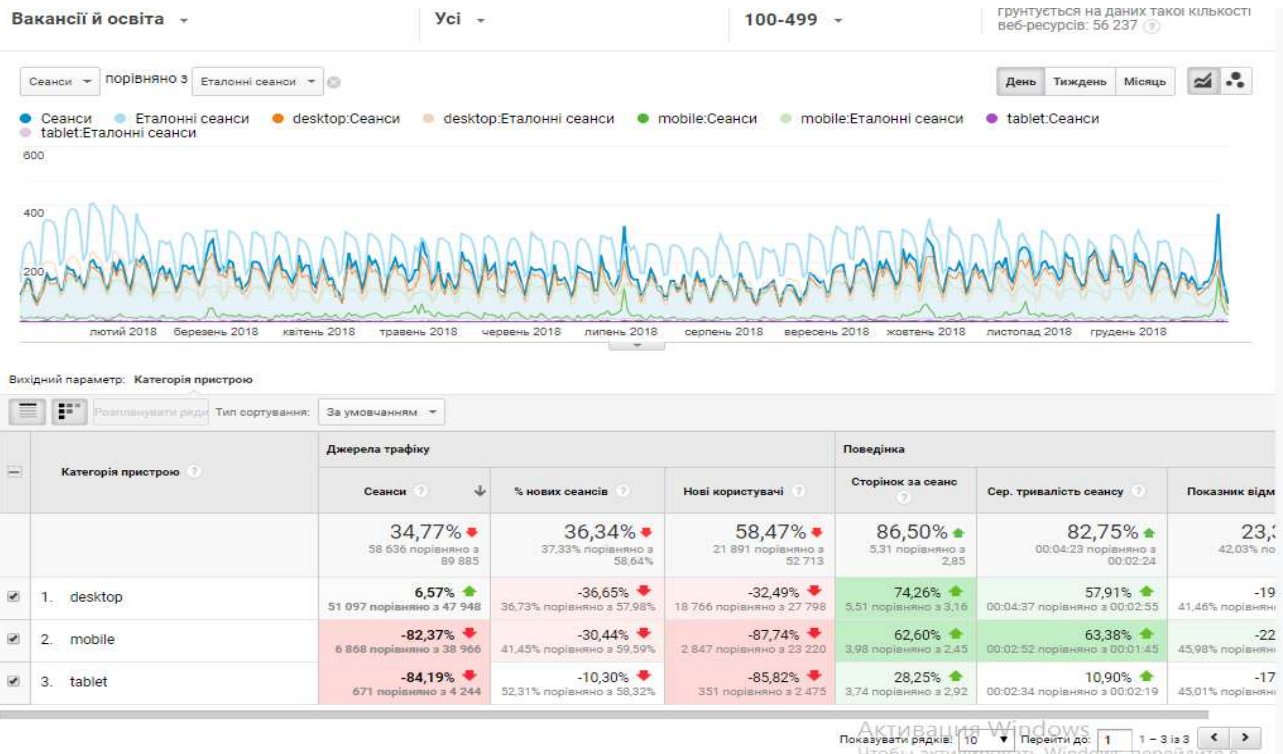 Вакансії й освіта
Усі
100-499
ґрунтується на даних такої кількості
веб-ресурсів: 56 237
Сеанси порівняно з Еталонні сеанси
День Тиждень Місяць
Сеанси Еталонні сеанси desktop:Сеанси desktop:Еталонні сеанси mobile:Сеанси mobile:Еталонні сеанси tablet:Сеанси
tablet:Еталонні сеанси
600
400
200
лютий 2018 березень 2018 квітень 2018 травень 2018 червень 2018 липень 2018 серпень 2018 вересень 2018 жовтень 2018 листопад 2018 грудень 2018
Вихідний параметр: Категорія пристрою
Розпланувати ряди Тип сортування: За умовчанням
Категорія пристрою
Джерела трафіку Поведінка
Сеанси % нових сеансів Нові користувачі Сторінок за сеанс Сер. тривалість сеансу Показник відм
34,77% 36,34% 58,47% 86,50% 82,75% 23,
58 636 порівняно з 89 885 37,33% порівняно з 58,64% 21 891 порівняно з 52 713 5,31 порівняно з 2,85 00:04:23 порівняно з 00:02:24 42,03% по
1. desktop 6,57% -36,65% -32,49% 74,26% 57,91% -19
51 097 порівняно з 47 948 36,73% порівняно з 57,98% 18 766 порівняно з 27 798 5,51 порівняно з 3,16 00:04:37 порівняно з 00:02:55 41,46% порівнян
2. mobile -82,37% -30,44% -87,74% 62,60% 63,38% -22
6 868 порівняно з 38 966 41,45% порівняно з 59,59% 2 847 порівняно з 23 220 3,98 порівняно з 2,45 00:02:52 порівняно з 00:01:45 45,98% порівнян
3. tablet -84,19% -10,30% -85,82% 28,25% 10,90% -17
671 порівняно з 4 244 52,31% порівняно з 58,32% 351 порівняно з 2 475 3,74 порівняно з 2,92 00:02:34 порівняно з 00:02:19 45,01% порівнян
Активация Windows
Показувати рядків: 10 Перейти до: 1 1 – 3 із 3